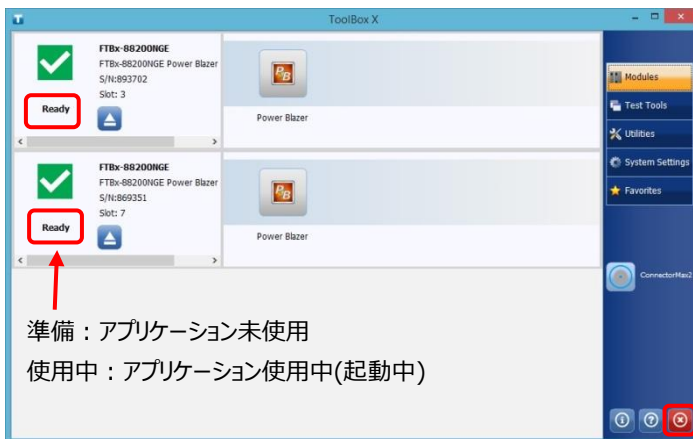 ToolBox X
FTBx-88200NGE
FTBx-88200NGE Power Blazer
S/N:893702
Slot: 3
Ready
PB
Power Blazer
FTBx-88200NGE
FTBx-88200NGE Power Blazer
S/N:869351
Slot: 7
Ready
PB
Power Blazer
Modules
Test Tools
Utilities
System Settings
Favorites
ConnectorMax2
準備：アプリケーション未使用
使用中：アプリケーション使用中(起動中)